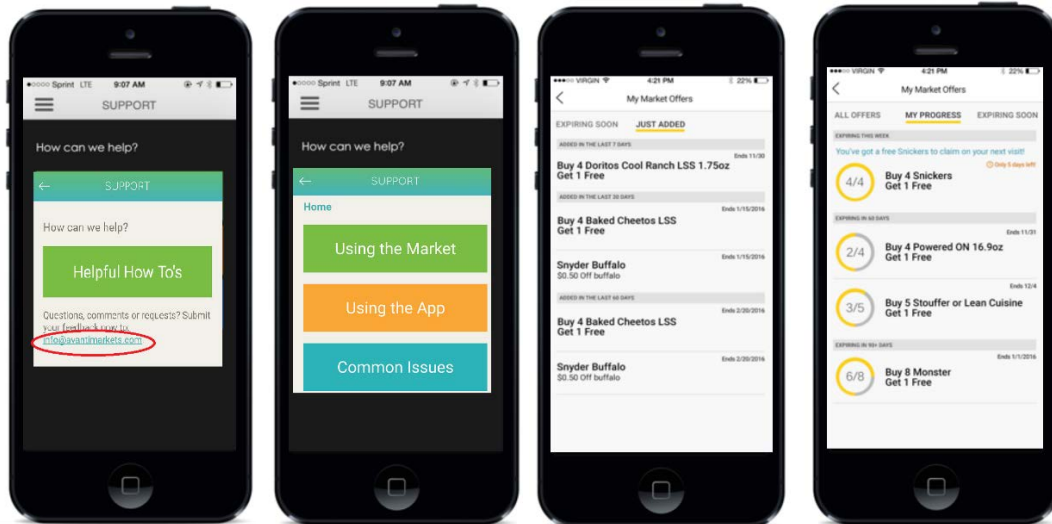 Sprint LTE 9:07 AM
SUPPORT
How can we help?
SUPPORT
How can we help?
Helpful How To's
Questions, comments or requests? Submit
your feedback now to:
info@avantimarkets.com
Sprint LTE 9:07 AM
SUPPORT
How can we help?
SUPPORT
Home
Using the Market
Using the App
Common Issues
VIRGIN 4:21 PM 22%
My Market Offers
EXPIRING SOON JUST ADDED
ADDED IN THE LAST 7 DAYS
Ends 11/30
Buy 4 Doritos Cool Ranch LSS 1.75oz
Get 1 Free
ADDED IN THE LAST 30 DAYS
Ends 1/15/2016
Buy 4 Baked Cheetos LSS
Get 1 Free
Ends 1/15/2016
Snyder Buffalo
$0.50 Off Buffalo
ADDED IN THE LAST 60 DAYS
Ends 2/20/2016
Buy 4 Baked Cheetos LSS
Get 1 Free
Ends 2/20/2016
Snyder Buffalo
$0.50 Off buffalo
VIRGIN 4:21 PM 22%
My Market Offers
ALL OFFERS MY PROGRESS EXPIRING SOON
EXPIRING THIS WEEK
You've got a free Snickers to claim on your next visit!
Only 5 days left!
4/4
Buy 4 Snickers
Get 1 Free
EXPIRING IN 60 DAYS
Ends 11/31
2/4
Buy 4 Powered ON 16.9oz
Get 1 Free
Ends 12/4
3/5
Buy 5 Stouffer or Lean Cuisine
Get 1 Free
EXPIRING IN 90+ DAYS
Ends 1/1/2016
6/8
Buy 8 Monster
Get 1 Free